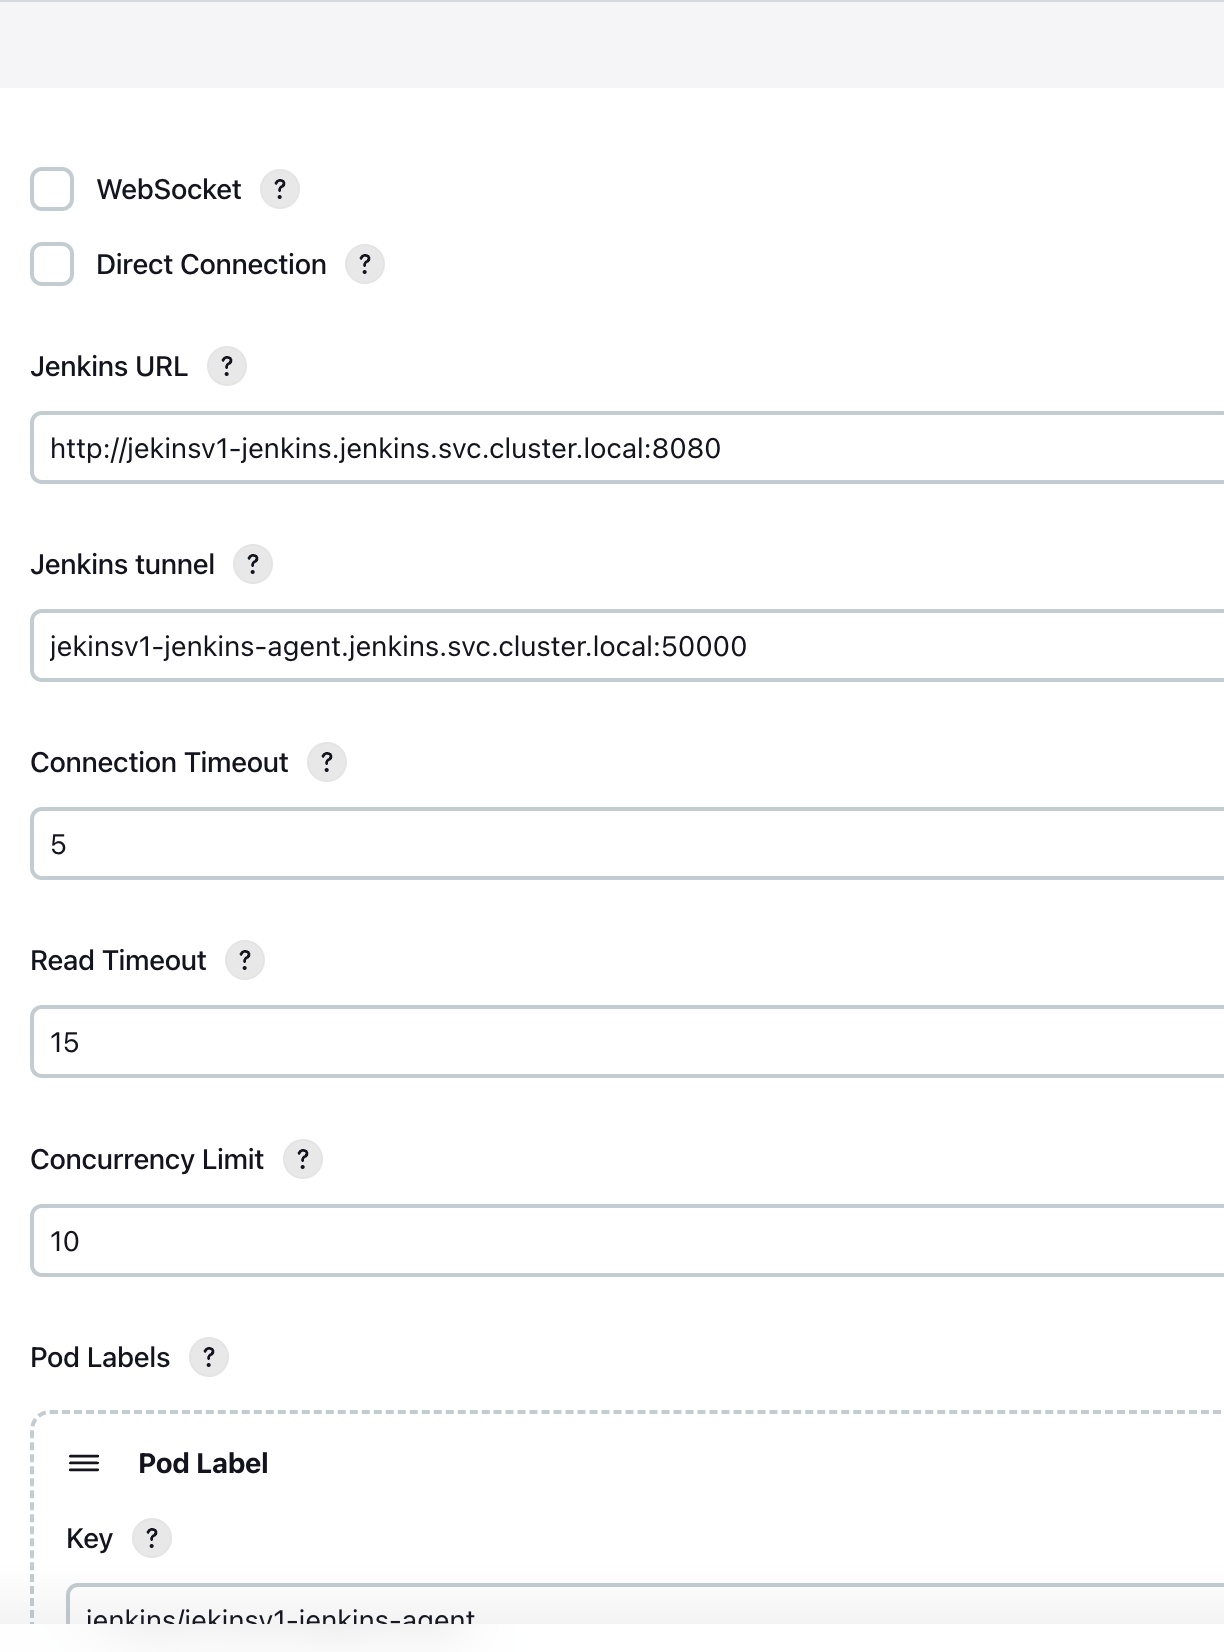 WebSocket ?
Direct Connection ?
Jenkins URL ?
http://jekinsv1-jenkins.jenkins.svc.cluster.local:8080
Jenkins tunnel ?
jekinsv1-jenkins-agent.jenkins.svc.cluster.local:50000
Connection Timeout ?
5
Read Timeout ?
15
Concurrency Limit ?
10
Pod Labels ?
Pod Label
Key ?
jenkins/jekinsv1-jenkins-agent